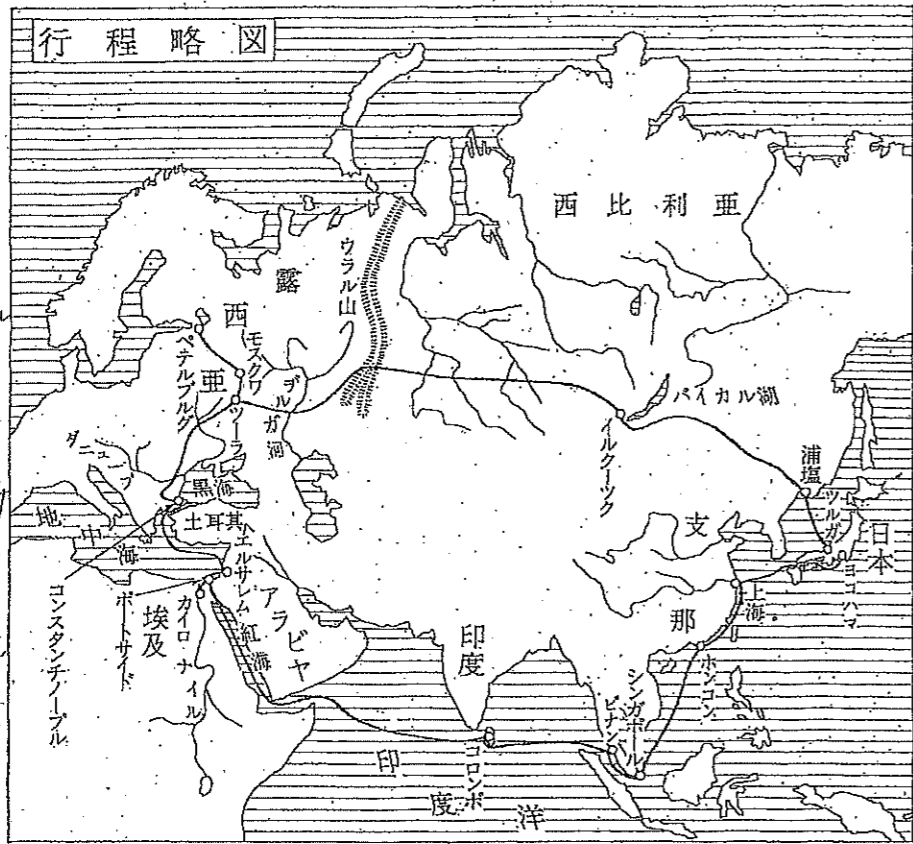 行程略図
西比利亜
露西亜
ウラル山
ペテルブルグ
モスクワ
ツーラ
ヴルガ河
バイカル湖
イルクーツク
浦塩
ツルガ
日本
ヨコハマ
ダニューブ
黒海
土耳其
地中海
コンスタンチノープル
ポートサイド
埃及
カイロ
ナイル
エルサレム
紅海
アラビヤ
印度
支那
上海
ホンコン
シンガポール
ピナン
コロンボ
印度洋